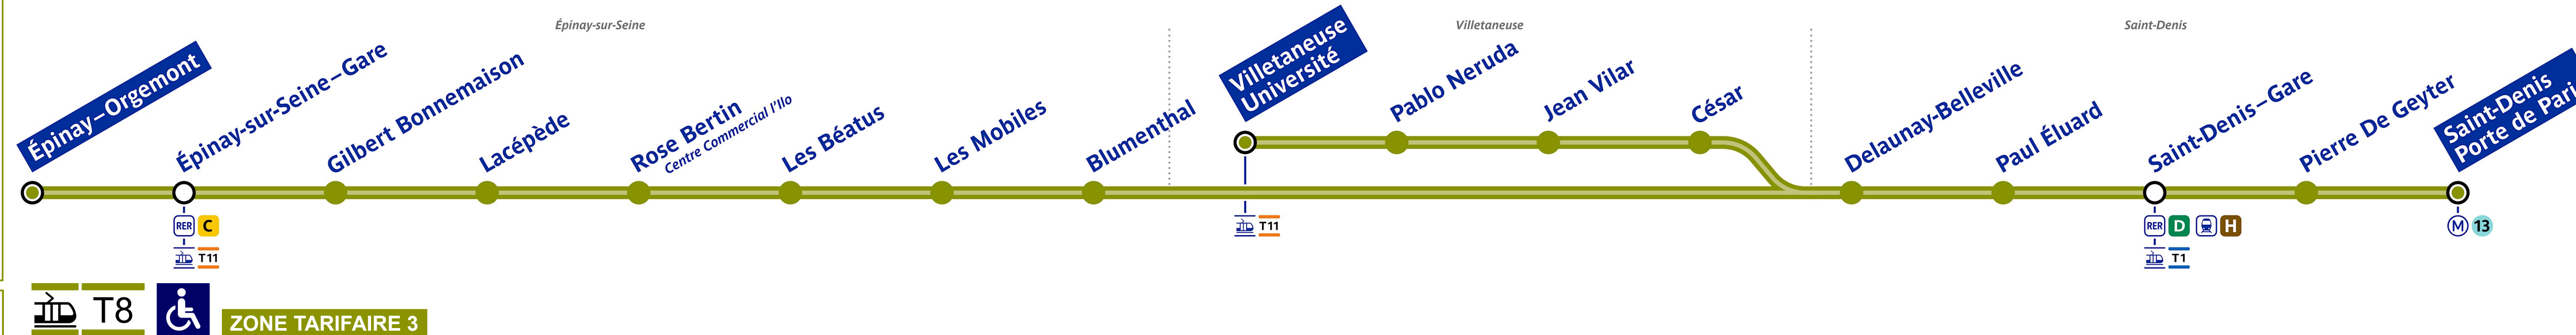 Épinay-sur-Seine
Villetaneuse
Saint-Denis
Épinay–Orgemont
Épinay-sur-Seine–Gare
Gilbert Bonnemaison
Lacépède
Rose Bertin
Centre Commercial l'Ilo
Les Béatus
Les Mobiles
Blumenthal
Villetaneuse
Université
Pablo Neruda
Jean Vilar
César
Delaunay-Belleville
Paul Éluard
Saint-Denis–Gare
Pierre De Geyter
Saint-Denis
Porte de Pari
RER C
T11
T11
RER D H
T1
M 13
T8
ZONE TARIFAIRE 3